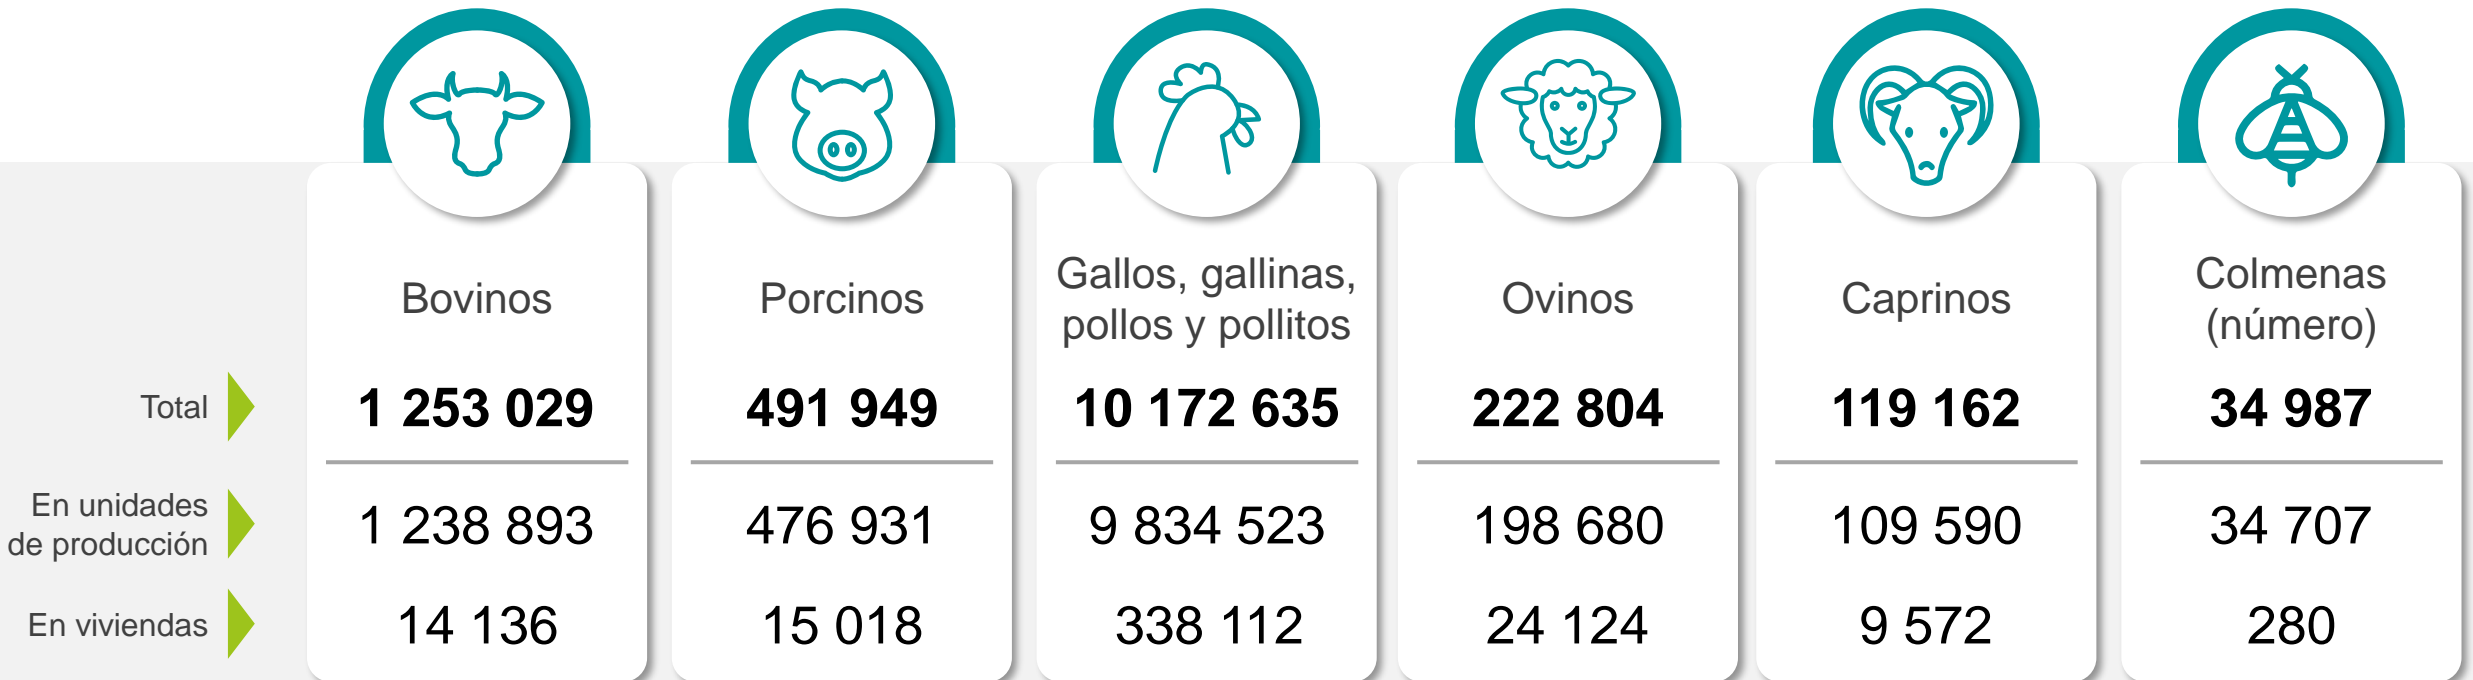 Bovinos
Porcinos
Gallos, gallinas,
pollos y pollitos
Ovinos
Caprinos
Colmenas
(número)
Total
1 253 029
491 949
10 172 635
222 804
119 162
34 987
En unidades
de producción
1 238 893
476 931
9 834 523
198 680
109 590
34 707
En viviendas
14 136
15 018
338 112
24 124
9 572
280